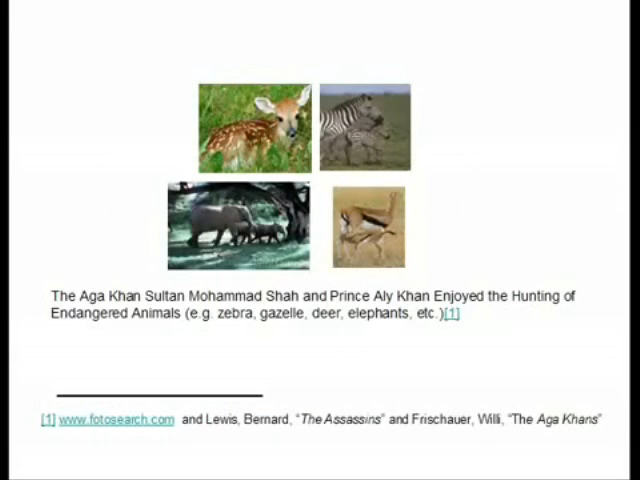 The Aga Khan Sultan Mohammad Shah and Prince Aly Khan Enjoyed the Hunting of
Endangered Animals (e.g. zebra, gazelle, deer, elephants, etc.)[1]
[1] www.fotosearch.com and Lewis, Bernard, “The Assassins” and Frischauer, Willi, “The Aga Khans”